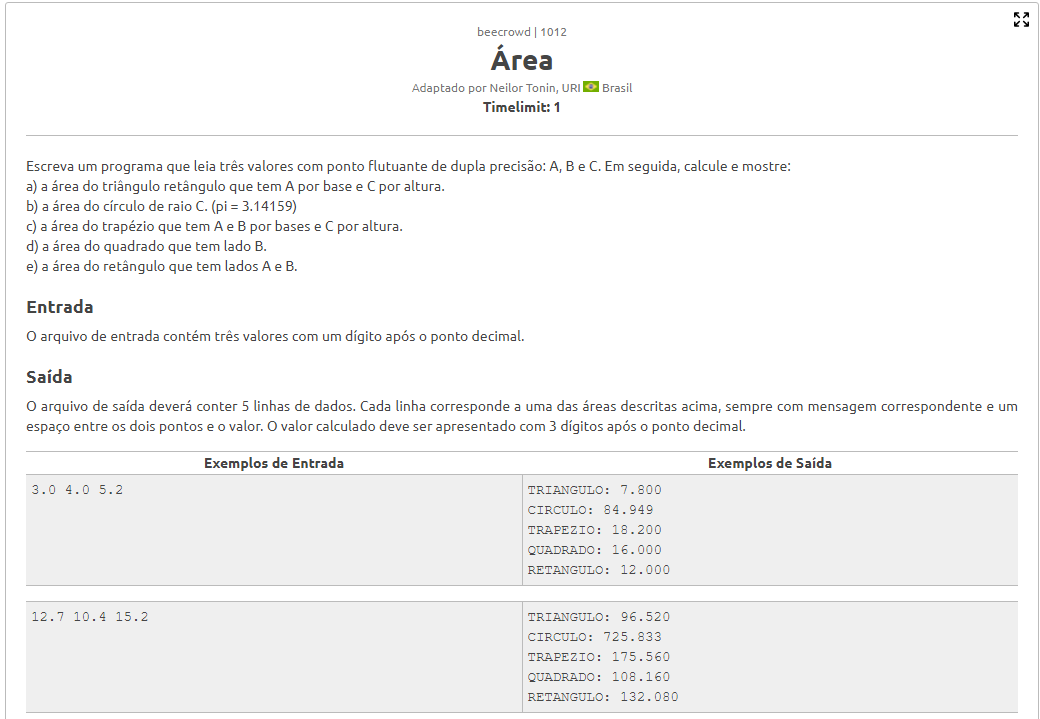 beecrowd | 1012
Área
Adaptado por Neilor Tonin, URI Brasil
Timelimit: 1
Escreva um programa que leia três valores com ponto flutuante de dupla precisão: A, B e C. Em seguida, calcule e mostre:
a) a área do triângulo retângulo que tem A por base e C por altura.
b) a área do círculo de raio C. (pi = 3.14159)
c) a área do trapézio que tem A e B por bases e C por altura.
d) a área do quadrado que tem lado B.
e) a área do retângulo que tem lados A e B.
Entrada
O arquivo de entrada contém três valores com um dígito após o ponto decimal.
Saída
O arquivo de saída deverá conter 5 linhas de dados. Cada linha corresponde a uma das áreas descritas acima, sempre com mensagem correspondente e um
espaço entre os dois pontos e o valor. O valor calculado deve ser apresentado com 3 dígitos após o ponto decimal.
Exemplos de Entrada
Exemplos de Saída
3.0 4.0 5.2
TRIANGULO: 7.800
CIRCULO: 84.949
TRAPEZIO: 18.200
QUADRADO: 16.000
RETANGULO: 12.000
12.7 10.4 15.2
TRIANGULO: 96.520
CIRCULO: 725.833
TRAPEZIO: 175.560
QUADRADO: 108.160
RETANGULO: 132.080